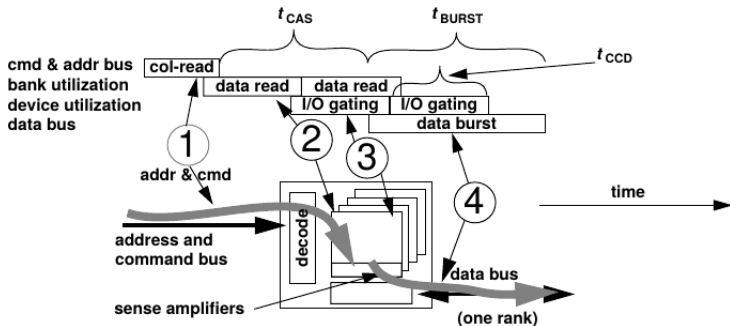 tCAS tBURST
tCCD
cmd & addr bus col-read
bank utilization data read data read
device utilization I/O gating I/O gating
data bus data burst
1 2 3 4
addr & cmd
time
address and
command bus
decode
data bus
sense amplifiers
(one rank)